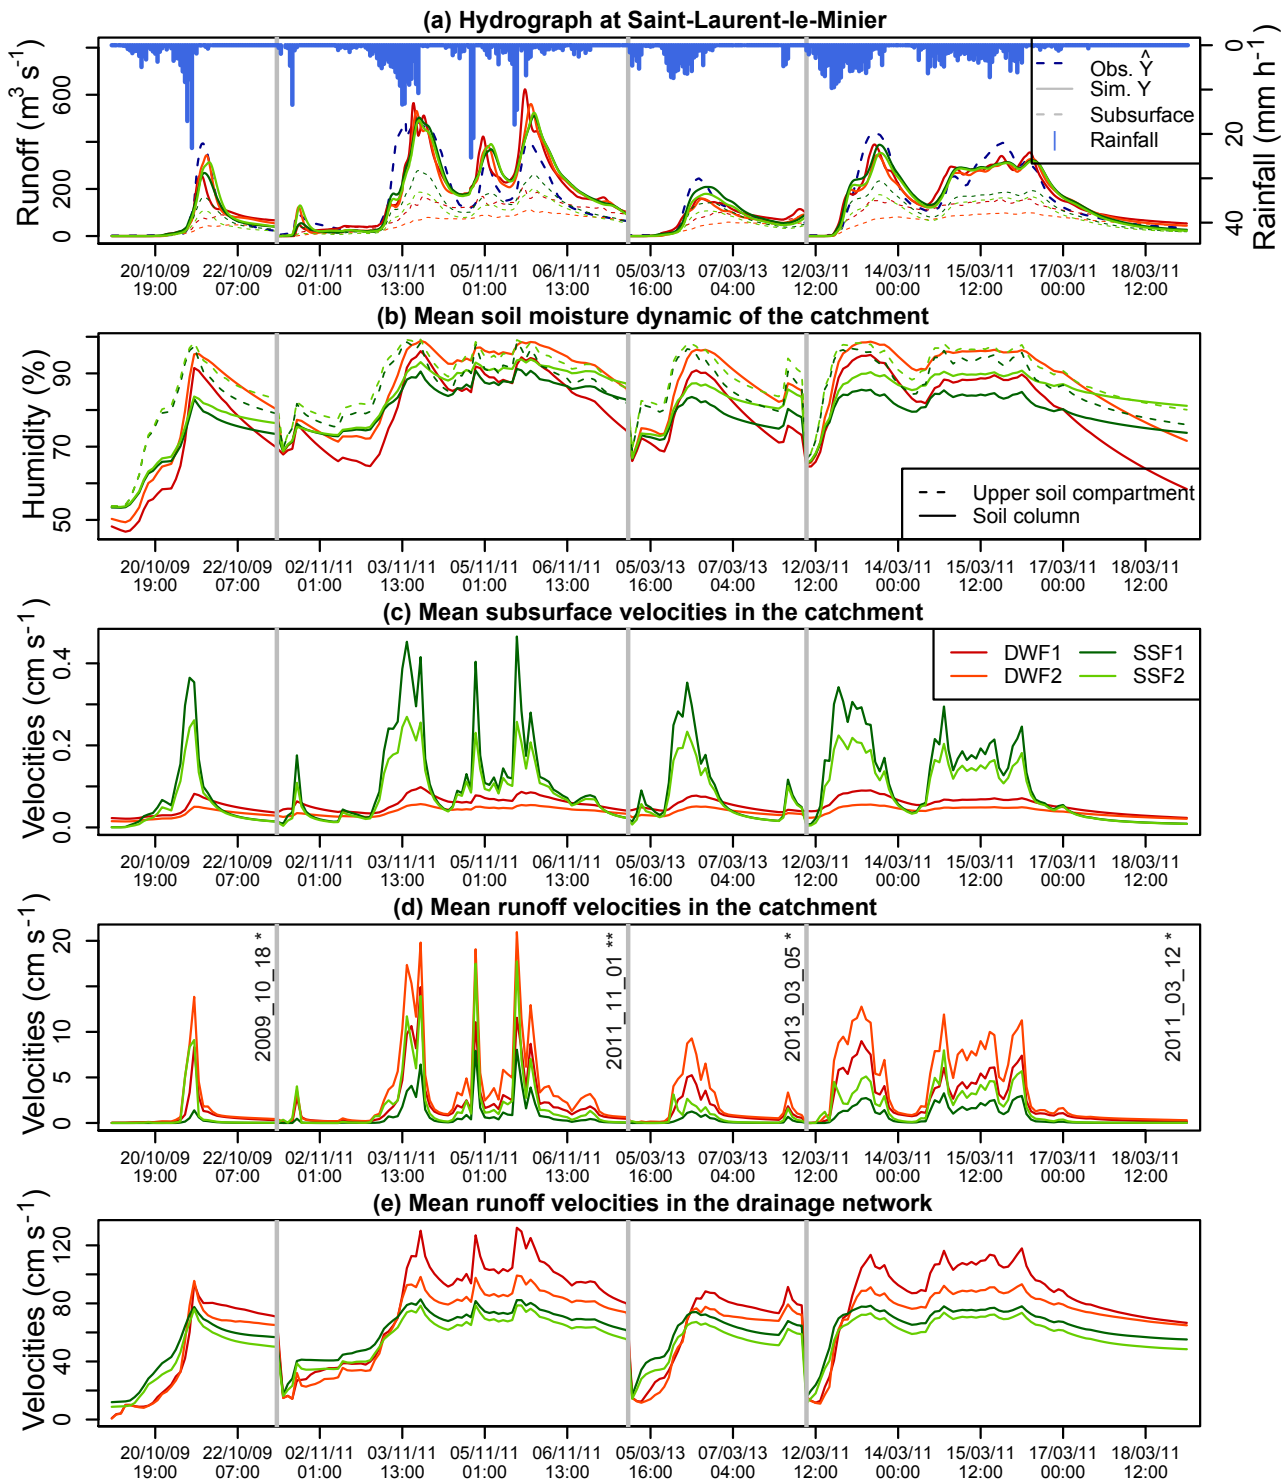 (a) Hydrograph at Saint-Laurent-le-Minier
Runoff (m³ s⁻¹)
0
200
600
Rainfall (mm h⁻¹)
0
10
20
30
40
Obs. Ŷ
Sim. Y
Subsurface
Rainfall
20/10/09 22/10/09 02/11/11 03/11/11 05/11/11 06/11/11 05/03/13 07/03/13 12/03/11 14/03/11 15/03/11 17/03/11 18/03/11
19:00 07:00 01:00 13:00 01:00 13:00 16:00 04:00 12:00 00:00 12:00 00:00 12:00
(b) Mean soil moisture dynamic of the catchment
Humidity (%)
50
70
90
Upper soil compartment
Soil column
20/10/09 22/10/09 02/11/11 03/11/11 05/11/11 06/11/11 05/03/13 07/03/13 12/03/11 14/03/11 15/03/11 17/03/11 18/03/11
19:00 07:00 01:00 13:00 01:00 13:00 16:00 04:00 12:00 00:00 12:00 00:00 12:00
(c) Mean subsurface velocities in the catchment
Velocities (cm s⁻¹)
0.0
0.2
0.4
DWF1 SSF1
DWF2 SSF2
20/10/09 22/10/09 02/11/11 03/11/11 05/11/11 06/11/11 05/03/13 07/03/13 12/03/11 14/03/11 15/03/11 17/03/11 18/03/11
19:00 07:00 01:00 13:00 01:00 13:00 16:00 04:00 12:00 00:00 12:00 00:00 12:00
(d) Mean runoff velocities in the catchment
Velocities (cm s⁻¹)
0
5
10
20
2009_10_18 *
2011_11_01 **
2013_03_05 *
2011_03_12 *
20/10/09 22/10/09 02/11/11 03/11/11 05/11/11 06/11/11 05/03/13 07/03/13 12/03/11 14/03/11 15/03/11 17/03/11 18/03/11
19:00 07:00 01:00 13:00 01:00 13:00 16:00 04:00 12:00 00:00 12:00 00:00 12:00
(e) Mean runoff velocities in the drainage network
Velocities (cm s⁻¹)
0
40
80
120
20/10/09 22/10/09 02/11/11 03/11/11 05/11/11 06/11/11 05/03/13 07/03/13 12/03/11 14/03/11 15/03/11 17/03/11 18/03/11
19:00 07:00 01:00 13:00 01:00 13:00 16:00 04:00 12:00 00:00 12:00 00:00 12:00